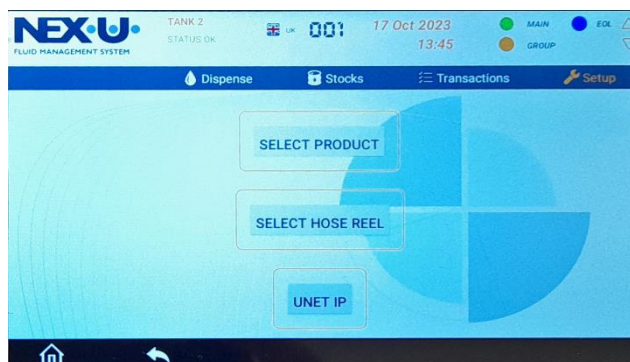 NEX·U·
FLUID MANAGEMENT SYSTEM
TANK 2
STATUS OK
UK
001
17 Oct 2023
13:45
MAIN
GROUP
EOL
Dispense
Stocks
Transactions
Setup
SELECT PRODUCT
SELECT HOSE REEL
UNET IP